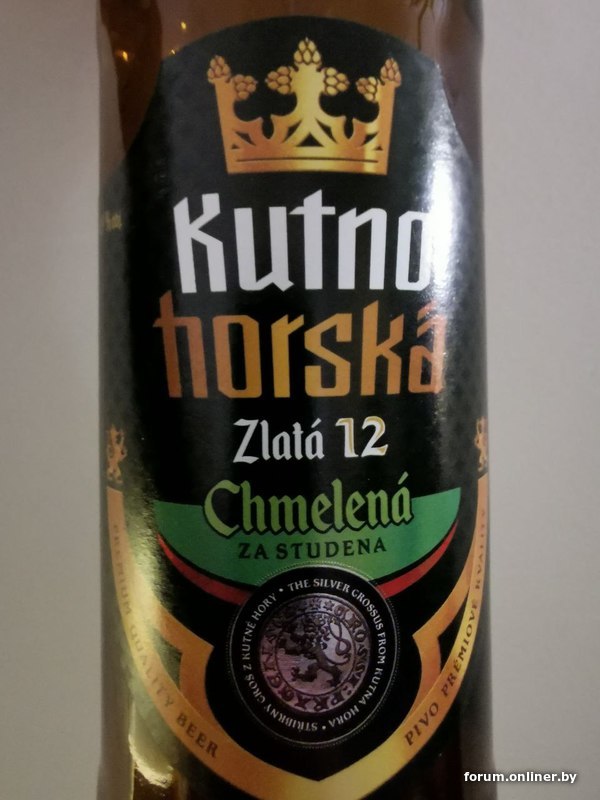 Kutno
horská
Zlatá 12
Chmelená
ZA STUDENA
THE SILVER GROSSUS FROM KUTNA HORA •
STŘÍBRNÝ GROŠ Z KUTNÉ HORY •
PREMIUM QUALITY BEER
PIVO PRÉMIOVÉ KVALITY
forum.onliner.by